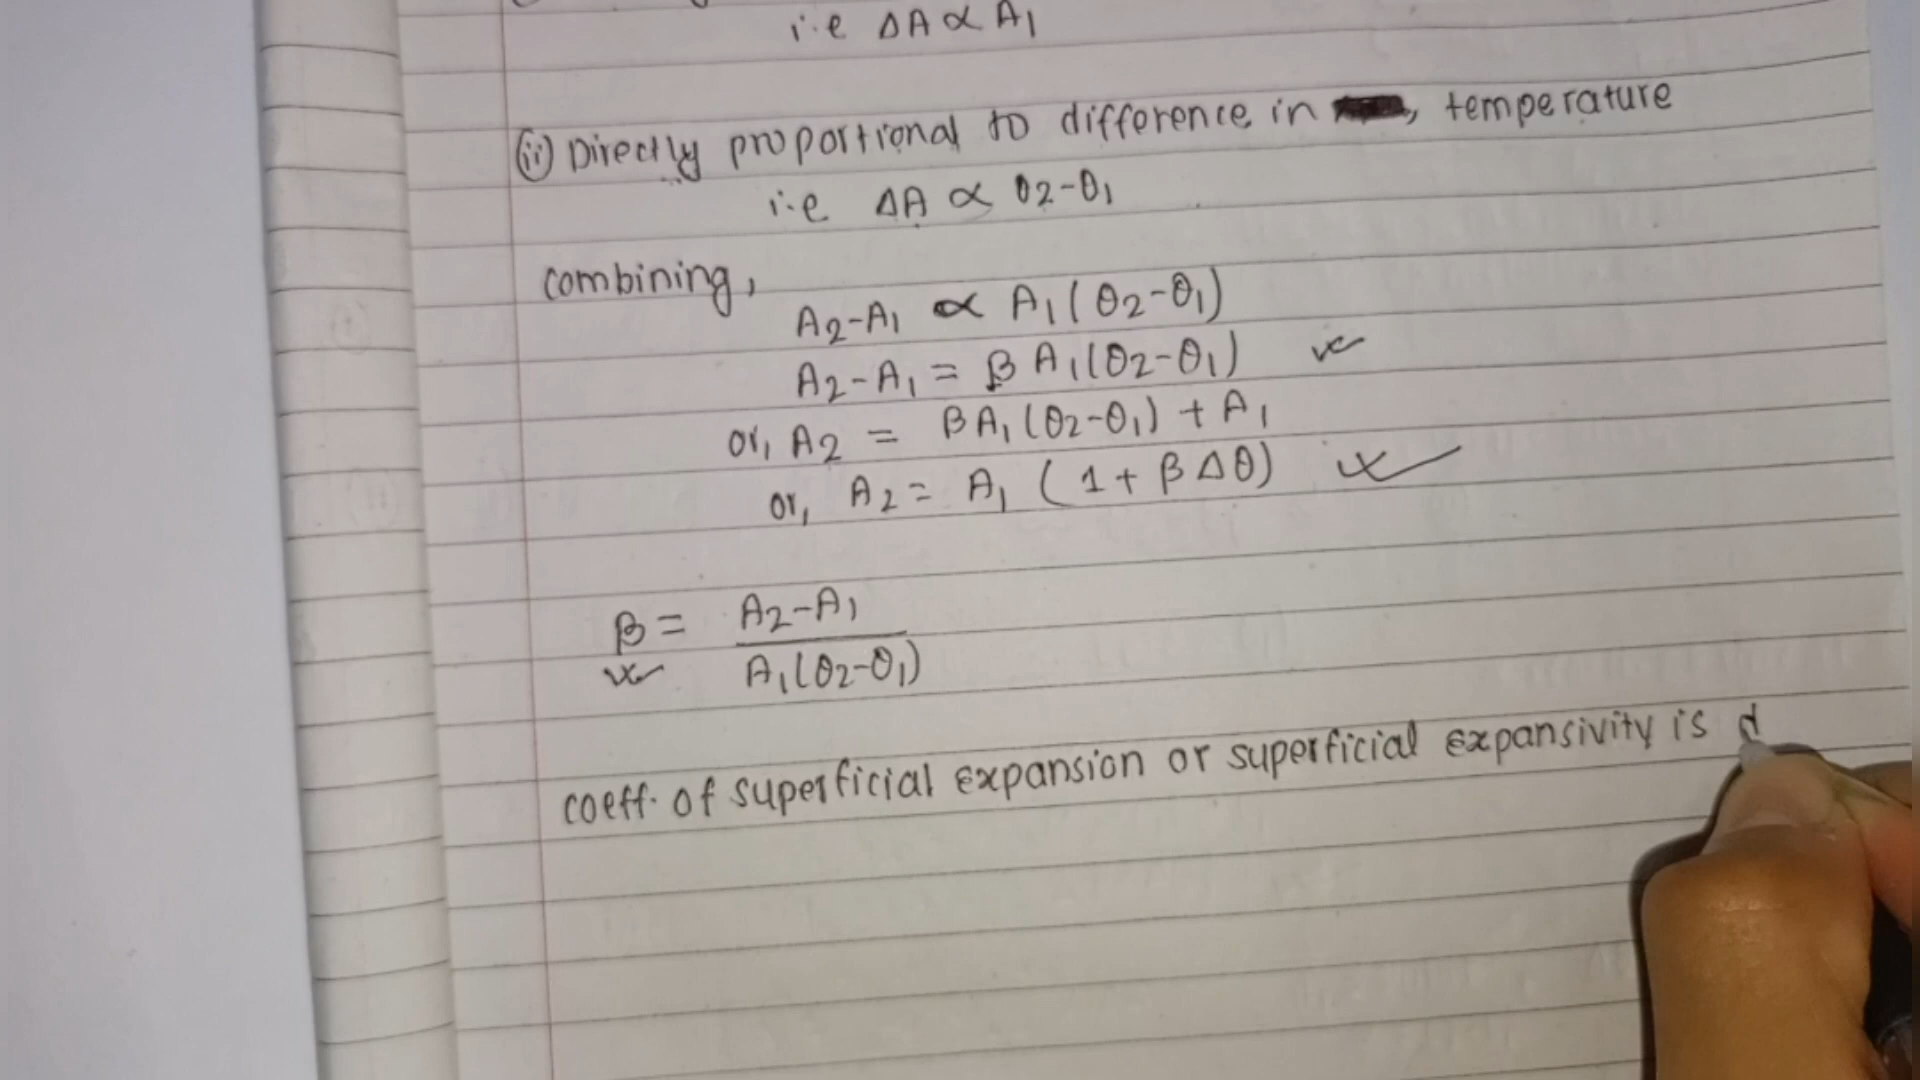 i.e ΔA ∝ A1
(ii) Directly proportional to difference in , temperature
i.e ΔA ∝ θ2-θ1
combining,
A2-A1 ∝ A1(θ2-θ1)
A2-A1 = β A1(θ2-θ1)
or, A2 = βA1(θ2-θ1) + A1
or, A2 = A1 (1+ βΔθ)
β = A2-A1
A1(θ2-θ1)
coeff. of superficial expansion or superficial expansivity is d